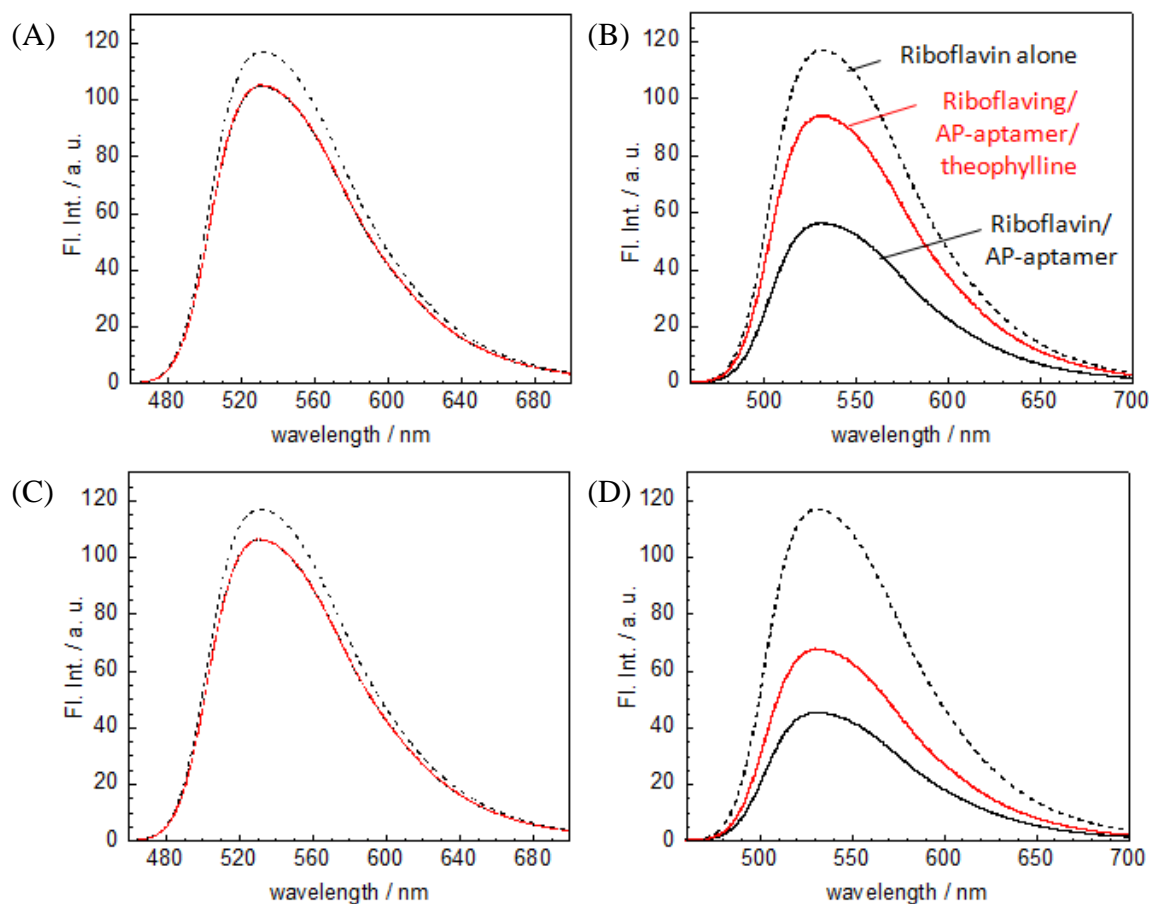 (A)
Fl. Int. / a. u.
120
100
80
60
40
20
0
480 520 560 600 640 680
wavelength / nm
(B)
Fl. Int. / a. u.
120
100
80
60
40
20
0
500 550 600 650 700
wavelength / nm
Riboflavin alone
Riboflaving/
AP-aptamer/
theophylline
Riboflavin/
AP-aptamer
(C)
Fl. Int. / a. u.
120
100
80
60
40
20
0
480 520 560 600 640 680
wavelength / nm
(D)
Fl. Int. / a. u.
120
100
80
60
40
20
0
500 550 600 650 700
wavelength / nm